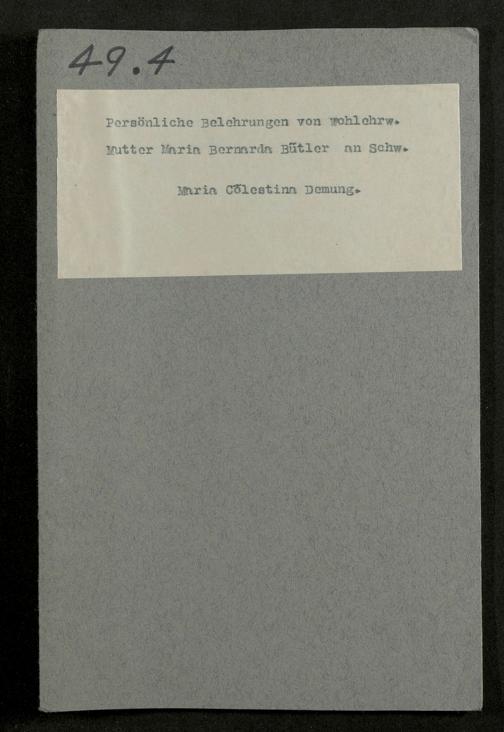 49.4
Persönliche Belehrungen von Wohlehrw.
Mutter Maria Bernarda Bütler an Schw.
Maria Cölestina Demung.